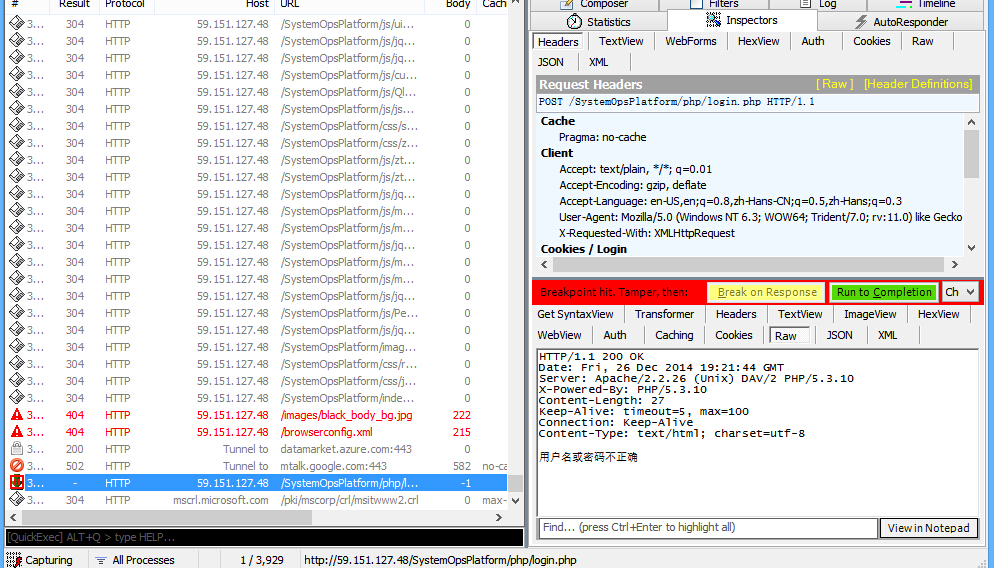 # Result Protocol Host URL Body Cach
3... 304 HTTP 59.151.127.48 /SystemOpsPlatform/js/ui... 0
3... 304 HTTP 59.151.127.48 /SystemOpsPlatform/js/jq... 0
3... 304 HTTP 59.151.127.48 /SystemOpsPlatform/js/jq... 0
3... 304 HTTP 59.151.127.48 /SystemOpsPlatform/js/cu... 0
3... 304 HTTP 59.151.127.48 /SystemOpsPlatform/js/Ql... 0
3... 304 HTTP 59.151.127.48 /SystemOpsPlatform/js/js... 0
3... 304 HTTP 59.151.127.48 /SystemOpsPlatform/css/s... 0
3... 304 HTTP 59.151.127.48 /SystemOpsPlatform/css/z... 0
3... 304 HTTP 59.151.127.48 /SystemOpsPlatform/js/zt... 0
3... 304 HTTP 59.151.127.48 /SystemOpsPlatform/js/zt... 0
3... 304 HTTP 59.151.127.48 /SystemOpsPlatform/js/jq... 0
3... 304 HTTP 59.151.127.48 /SystemOpsPlatform/js/m... 0
3... 304 HTTP 59.151.127.48 /SystemOpsPlatform/js/m... 0
3... 304 HTTP 59.151.127.48 /SystemOpsPlatform/js/jq... 0
3... 304 HTTP 59.151.127.48 /SystemOpsPlatform/js/m... 0
3... 304 HTTP 59.151.127.48 /SystemOpsPlatform/js/m... 0
3... 304 HTTP 59.151.127.48 /SystemOpsPlatform/js/jq... 0
3... 304 HTTP 59.151.127.48 /SystemOpsPlatform/js/Pe... 0
3... 304 HTTP 59.151.127.48 /SystemOpsPlatform/js/jq... 0
3... 304 HTTP 59.151.127.48 /SystemOpsPlatform/imag... 0
3... 304 HTTP 59.151.127.48 /SystemOpsPlatform/css/r... 0
3... 304 HTTP 59.151.127.48 /SystemOpsPlatform/css/j... 0
3... 304 HTTP 59.151.127.48 /SystemOpsPlatform/inde... 0
3... 404 HTTP 59.151.127.48 /images/black_body_bg.jpg 222
3... 404 HTTP 59.151.127.48 /browserconfig.xml 215
3... 200 HTTP Tunnel to datamarket.azure.com:443 0
3... 502 HTTP Tunnel to mtalk.google.com:443 582 no-ca
3... - HTTP 59.151.127.48 /SystemOpsPlatform/php/l... -1
3... 304 HTTP mscrl.microsoft.com /pki/mscorp/crl/msitwww2.crl 0 max-
[QuickExec] ALT+Q > type HELP...
Capturing All Processes 1 / 3,929 http://59.151.127.48/SystemOpsPlatform/php/login.php
Composer Filters Log Timeline
Statistics Inspectors AutoResponder
Headers TextView WebForms HexView Auth Cookies Raw
JSON XML
Request Headers [ Raw ] [Header Definitions]
POST /SystemOpsPlatform/php/login.php HTTP/1.1
Cache
Pragma: no-cache
Client
Accept: text/plain, */*; q=0.01
Accept-Encoding: gzip, deflate
Accept-Language: en-US,en;q=0.8,zh-Hans-CN;q=0.5,zh-Hans;q=0.3
User-Agent: Mozilla/5.0 (Windows NT 6.3; WOW64; Trident/7.0; rv:11.0) like Gecko
X-Requested-With: XMLHttpRequest
Cookies / Login
Breakpoint hit. Tamper, then: Break on Response Run to Completion Ch
Get SyntaxView Transformer Headers TextView ImageView HexView
WebView Auth Caching Cookies Raw JSON XML
HTTP/1.1 200 OK
Date: Fri, 26 Dec 2014 19:21:44 GMT
Server: Apache/2.2.26 (Unix) DAV/2 PHP/5.3.10
X-Powered-By: PHP/5.3.10
Content-Length: 27
Keep-Alive: timeout=5, max=100
Connection: Keep-Alive
Content-Type: text/html; charset=utf-8
用户名或密码不正确
Find... (press Ctrl+Enter to highlight all) View in Notepad